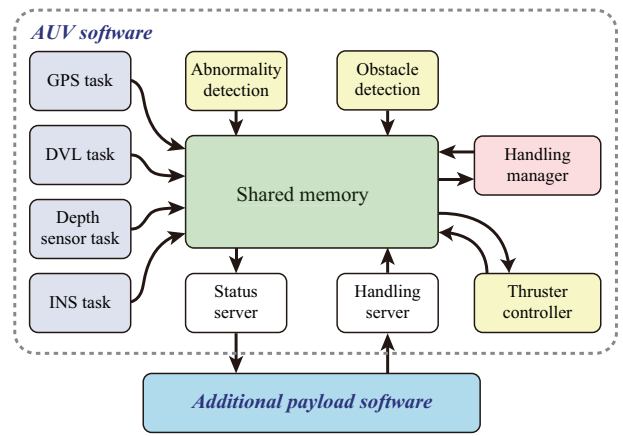 AUV software
GPS task
Abnormality
detection
Obstacle
detection
DVL task
Shared memory
Handling
manager
Depth
sensor task
INS task
Status
server
Handling
server
Thruster
controller
Additional payload software